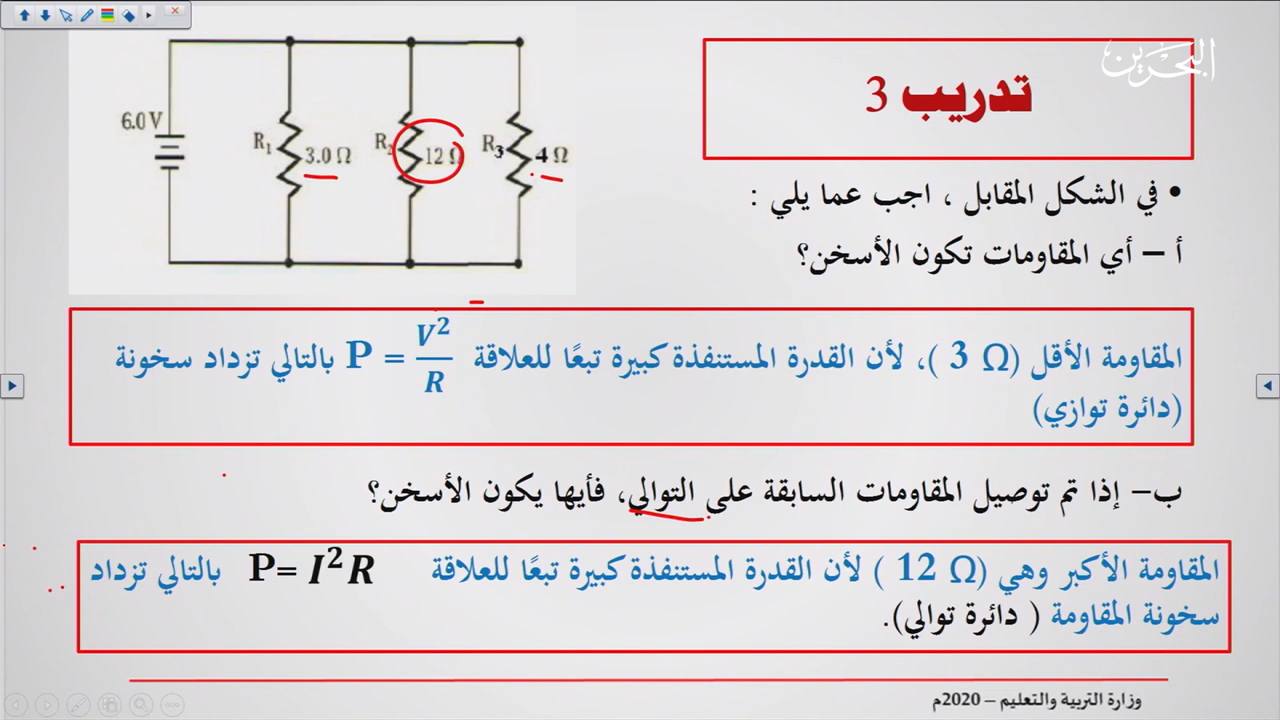 البحرين
تدريب 3
6.0 V
R1
3.0 Ω
R2
12 Ω
R3
4 Ω
• في الشكل المقابل ، اجب عما يلي :
أ – أي المقاومات تكون الأسخن؟
المقاومة الأقل (3 Ω )، لأن القدرة المستنفذة كبيرة تبعًا للعلاقة P = V²/R بالتالي تزداد سخونة
(دائرة توازي)
ب– إذا تم توصيل المقاومات السابقة على التوالي، فأيها يكون الأسخن؟
المقاومة الأكبر وهي (12 Ω ) لأن القدرة المستنفذة كبيرة تبعًا للعلاقة P= I²R بالتالي تزداد
سخونة المقاومة ( دائرة توالي).
وزارة التربية والتعليم – 2020م